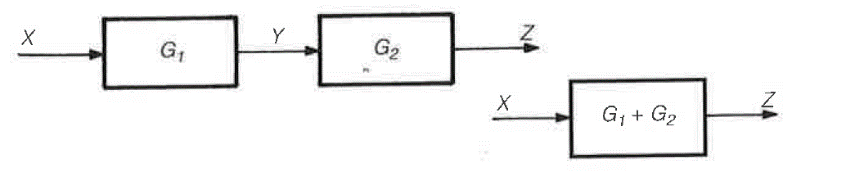 X G₁ Y G₂ Z
X G₁ + G₂ Z